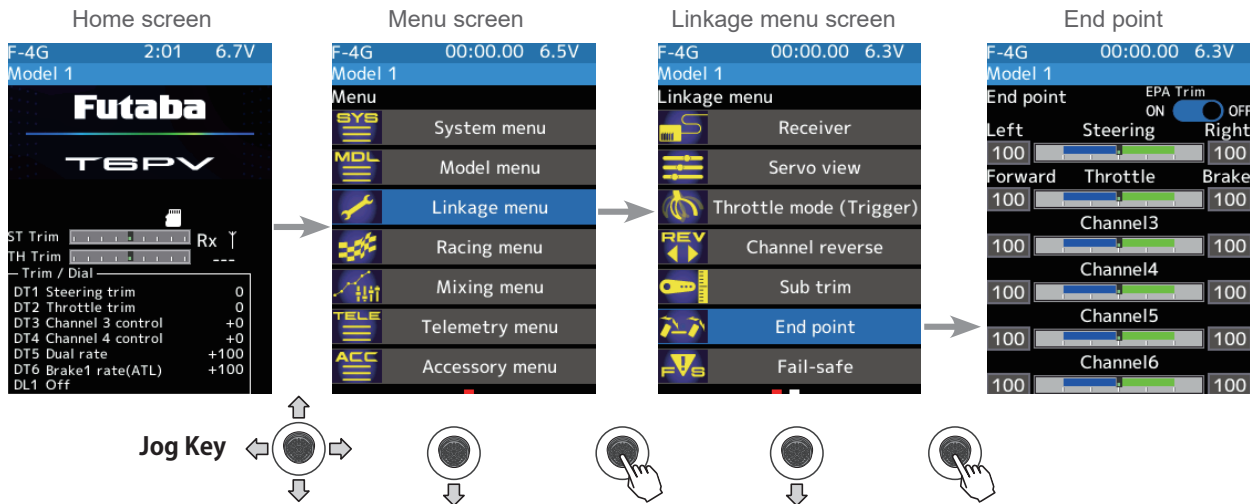 Home screen
F-4G 2:01 6.7V
Model 1
Futaba
T6PV
ST Trim Rx
TH Trim ---
Trim / Dial
DT1 Steering trim 0
DT2 Throttle trim 0
DT3 Channel 3 control +0
DT4 Channel 4 control +0
DT5 Dual rate +100
DT6 Brake1 rate(ATL) +100
DL1 Off
Menu screen
F-4G 00:00.00 6.5V
Model 1
Menu
SYS System menu
MDL Model menu
Linkage menu
Racing menu
Mixing menu
TELE Telemetry menu
ACC Accessory menu
Linkage menu screen
F-4G 00:00.00 6.3V
Model 1
Linkage menu
Receiver
Servo view
Throttle mode (Trigger)
REV Channel reverse
Sub trim
End point
F/S Fail-safe
End point
F-4G 00:00.00 6.3V
Model 1
End point EPA Trim
ON OFF
Left Steering Right
100 100
Forward Throttle Brake
100 100
Channel3
100 100
Channel4
100 100
Channel5
100 100
Channel6
100 100
Jog Key